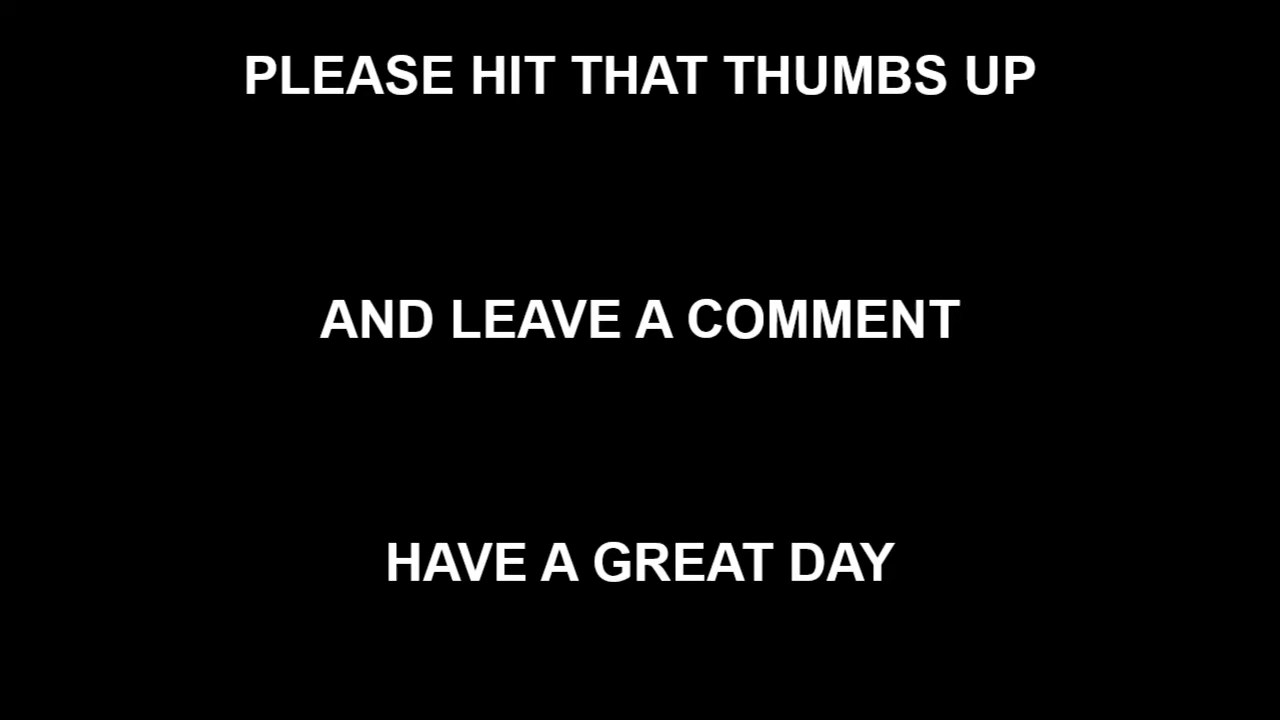 PLEASE HIT THAT THUMBS UP
AND LEAVE A COMMENT
HAVE A GREAT DAY